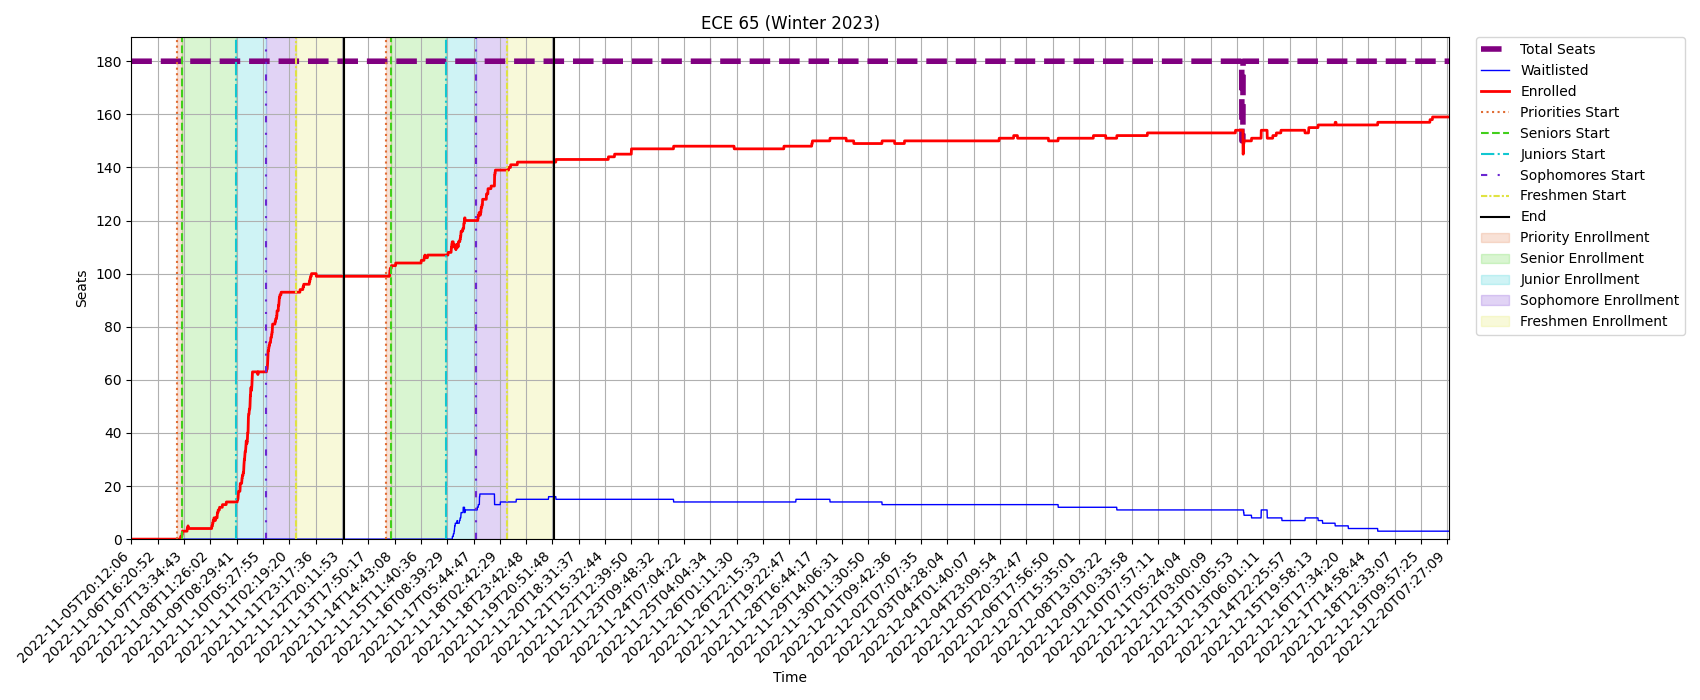 ECE 65 (Winter 2023)
Total Seats
Waitlisted
Enrolled
Priorities Start
Seniors Start
Juniors Start
Sophomores Start
Freshmen Start
End
Priority Enrollment
Senior Enrollment
Junior Enrollment
Sophomore Enrollment
Freshmen Enrollment
Seats
180
160
140
120
100
80
60
40
20
0
2022-11-05T20:12:06
2022-11-06T16:20:52
2022-11-07T13:34:43
2022-11-08T11:26:02
2022-11-09T08:29:41
2022-11-10T05:27:55
2022-11-11T02:19:20
2022-11-11T23:17:36
2022-11-12T20:11:53
2022-11-13T17:50:17
2022-11-14T14:43:08
2022-11-15T11:40:36
2022-11-16T08:39:29
2022-11-17T05:44:47
2022-11-18T02:42:29
2022-11-18T23:42:48
2022-11-19T20:51:48
2022-11-20T18:31:37
2022-11-21T15:32:44
2022-11-22T12:39:50
2022-11-23T09:48:32
2022-11-24T07:04:22
2022-11-25T04:04:34
2022-11-26T01:11:30
2022-11-26T22:15:33
2022-11-27T19:22:47
2022-11-28T16:44:17
2022-11-29T14:06:31
2022-11-30T11:30:50
2022-12-01T09:42:36
2022-12-02T07:07:35
2022-12-03T04:28:04
2022-12-04T01:40:07
2022-12-04T23:09:54
2022-12-05T20:32:47
2022-12-06T17:56:50
2022-12-07T15:35:01
2022-12-08T13:03:22
2022-12-09T10:33:58
2022-12-10T07:57:11
2022-12-11T05:24:04
2022-12-12T03:00:09
2022-12-13T01:05:53
2022-12-13T06:01:11
2022-12-14T22:25:57
2022-12-15T19:58:13
2022-12-16T17:34:20
2022-12-17T14:58:44
2022-12-18T12:33:07
2022-12-19T09:57:25
2022-12-20T07:27:09
Time